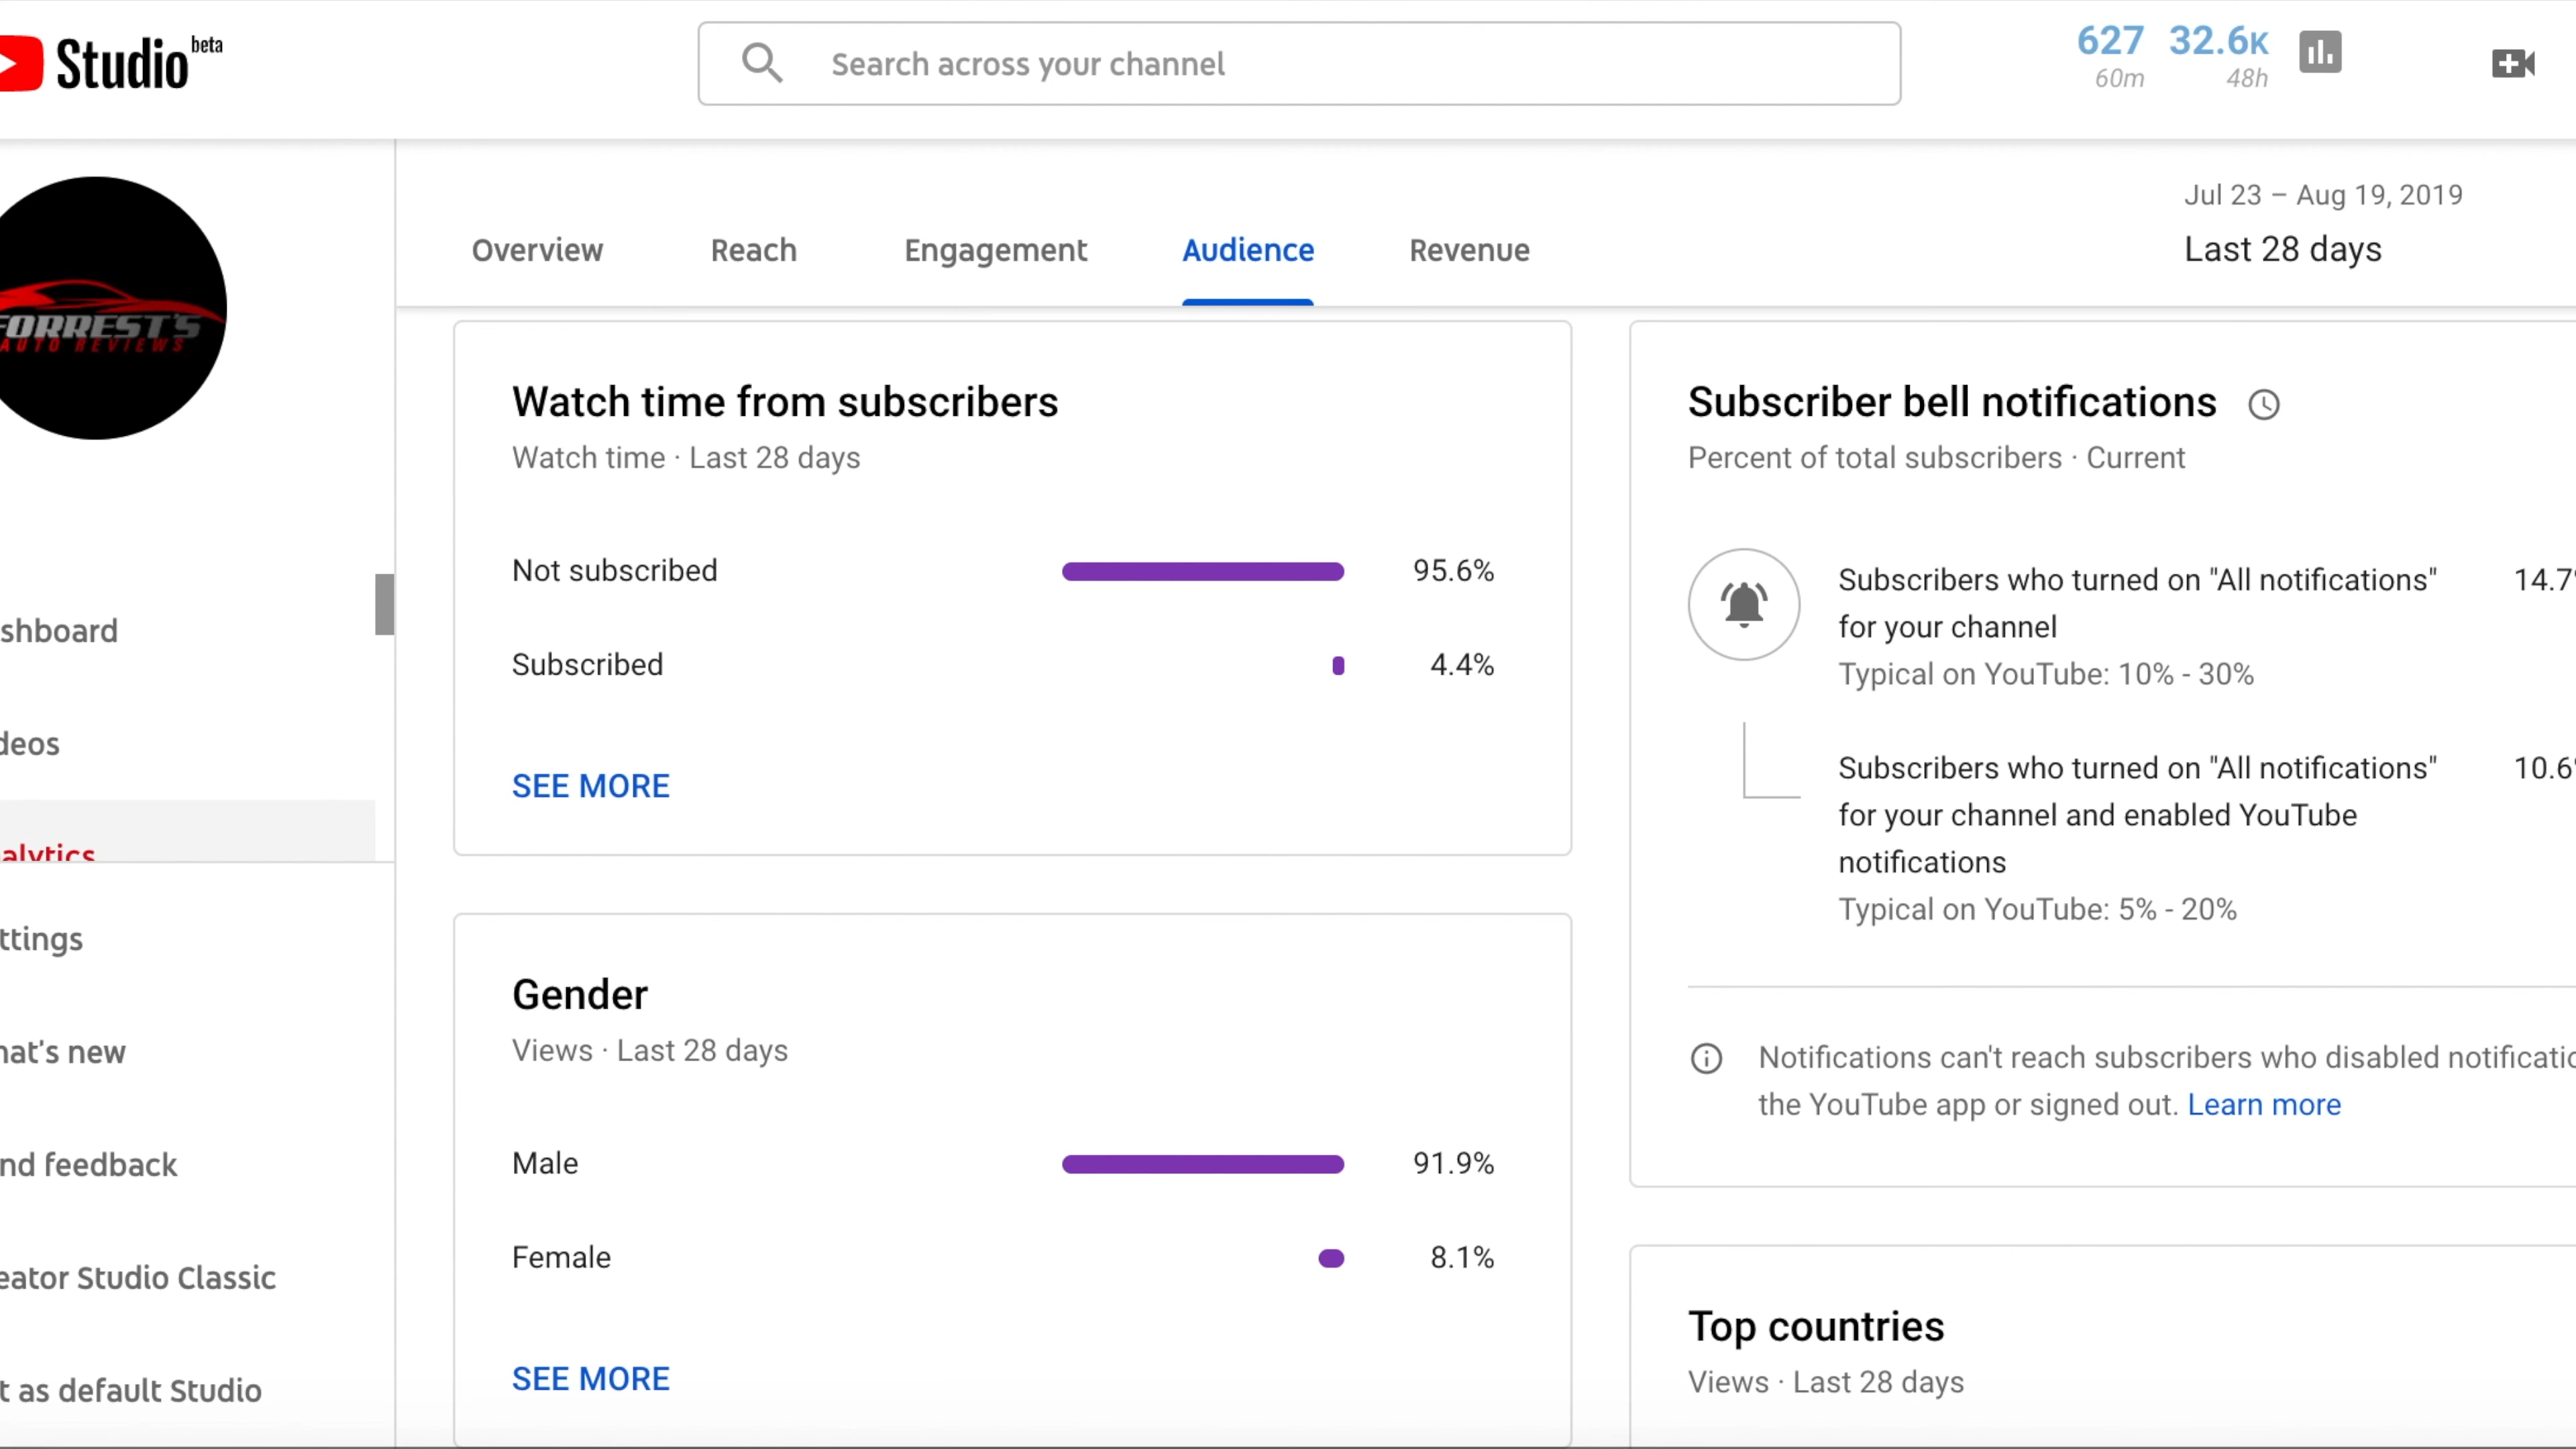 Studio beta
Search across your channel
627 32.6K
60m 48h
FORREST'S
AUTO REVIEWS
shboard
deos
alytics
ttings
hat's new
nd feedback
eator Studio Classic
t as default Studio
Overview Reach Engagement Audience Revenue
Jul 23 – Aug 19, 2019
Last 28 days
Watch time from subscribers
Watch time · Last 28 days
Not subscribed 95.6%
Subscribed 4.4%
SEE MORE
Gender
Views · Last 28 days
Male 91.9%
Female 8.1%
SEE MORE
Subscriber bell notifications
Percent of total subscribers · Current
Subscribers who turned on "All notifications" 14.7
for your channel
Typical on YouTube: 10% - 30%
Subscribers who turned on "All notifications" 10.6
for your channel and enabled YouTube
notifications
Typical on YouTube: 5% - 20%
Notifications can't reach subscribers who disabled notificatio
the YouTube app or signed out. Learn more
Top countries
Views · Last 28 days